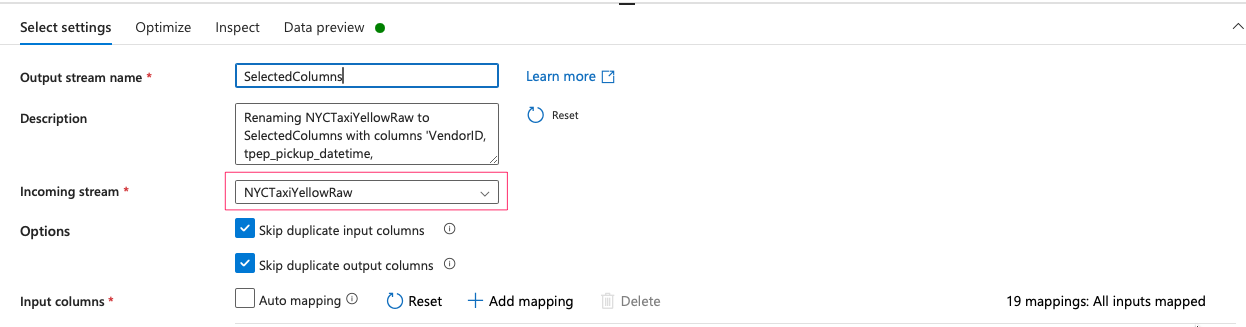 Select settings Optimize Inspect Data preview
Output stream name * SelectedColumns Learn more
Description Renaming NYCTaxiYellowRaw to Reset
SelectedColumns with columns 'VendorID,
tpep_pickup_datetime,
Incoming stream * NYCTaxiYellowRaw
Options Skip duplicate input columns
Skip duplicate output columns
Input columns * Auto mapping Reset Add mapping Delete 19 mappings: All inputs mapped